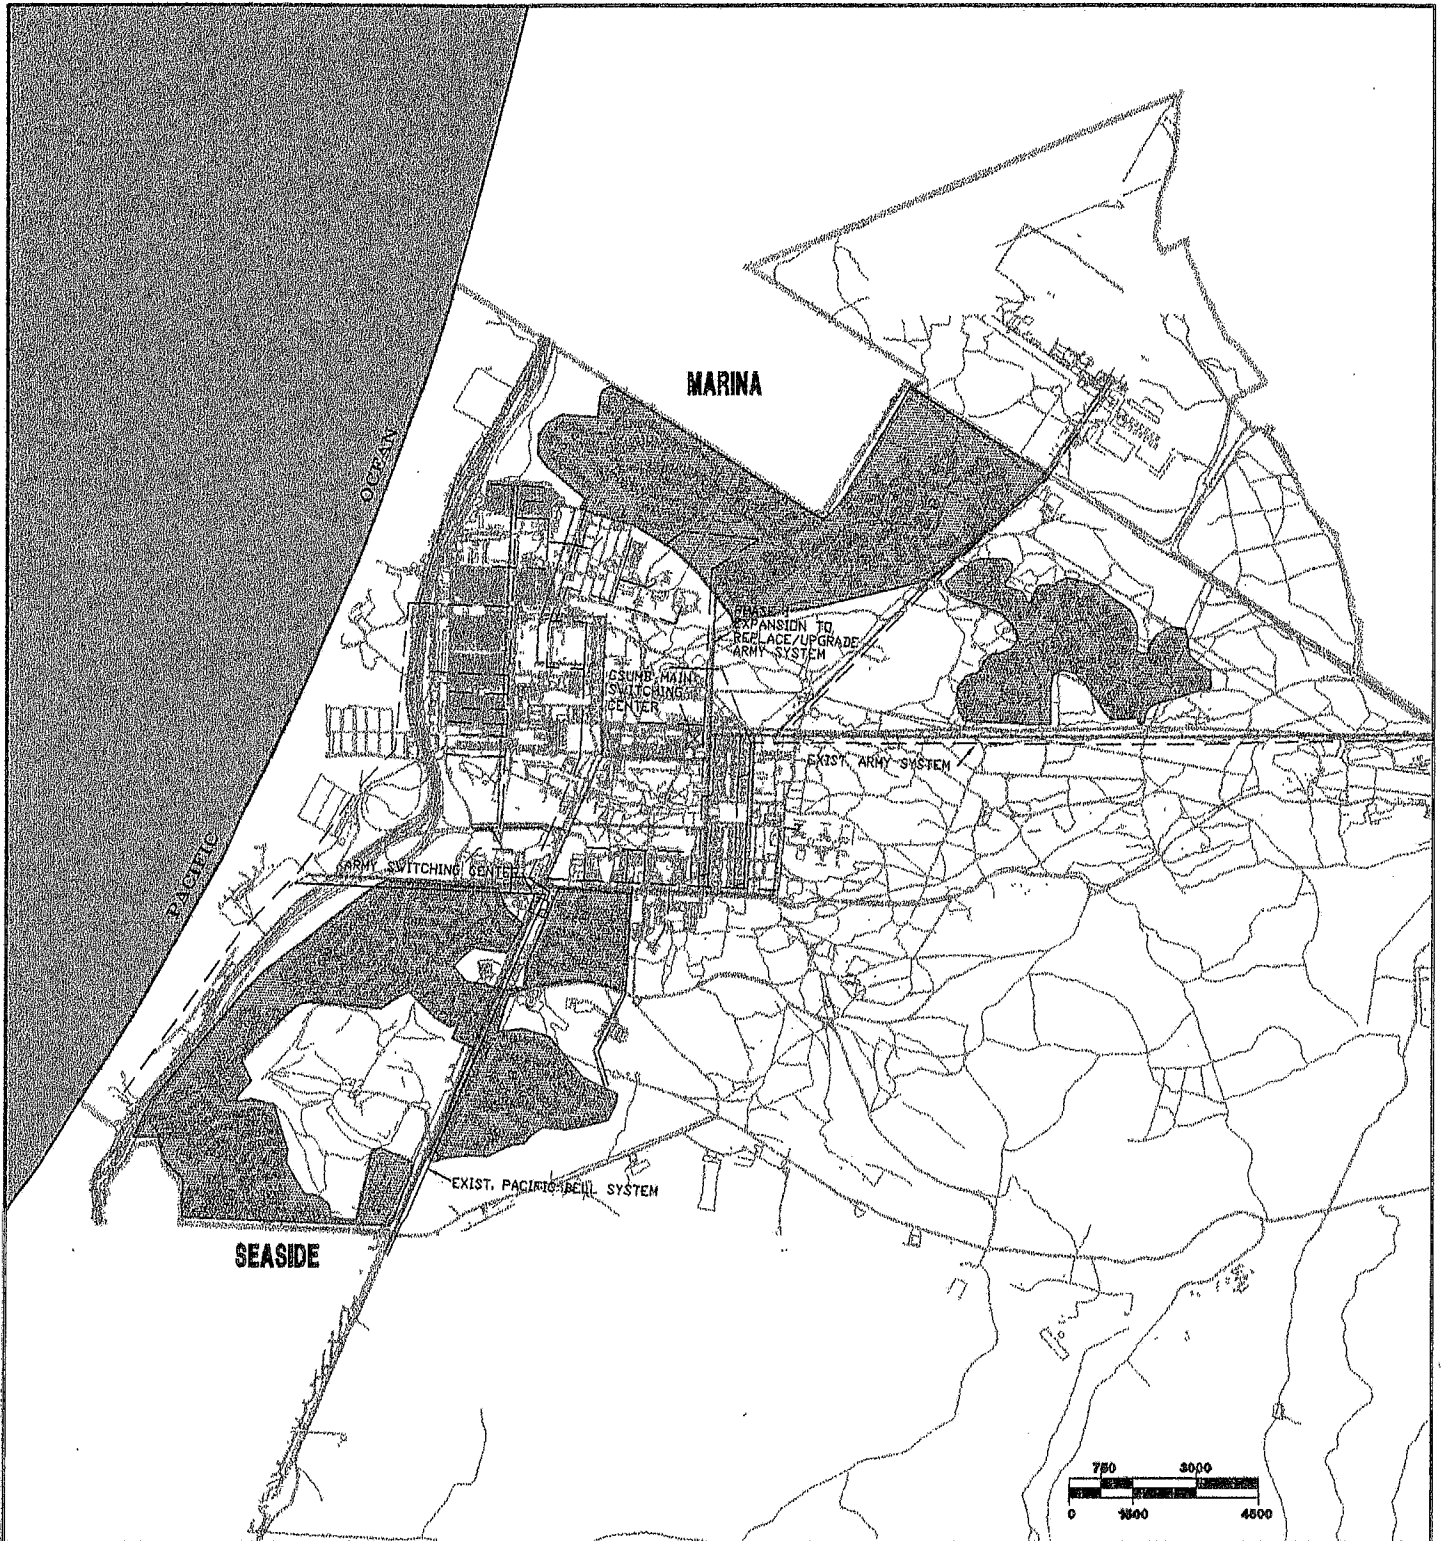 MARINA
PACIFIC OCEAN
PHASE 1
EXPANSION TO
REPLACE/UPGRADE
ARMY SYSTEM
CSUMB MAIN
SWITCHING
CENTER
EXIST. ARMY SYSTEM
ARMY SWITCHING CENTER
EXIST. PACIFIC BELL SYSTEM
SEASIDE
750 3000
0 1500 4500